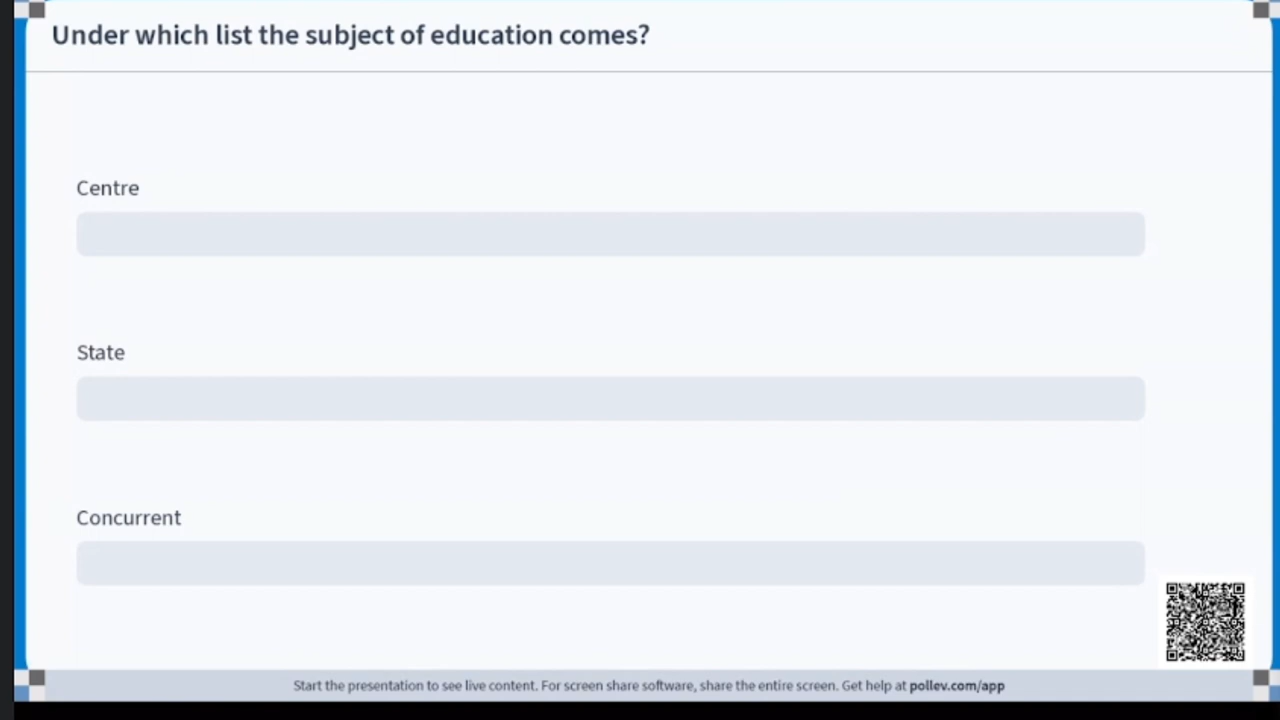 Under which list the subject of education comes?
Centre
State
Concurrent
Start the presentation to see live content. For screen share software, share the entire screen. Get help at pollev.com/app